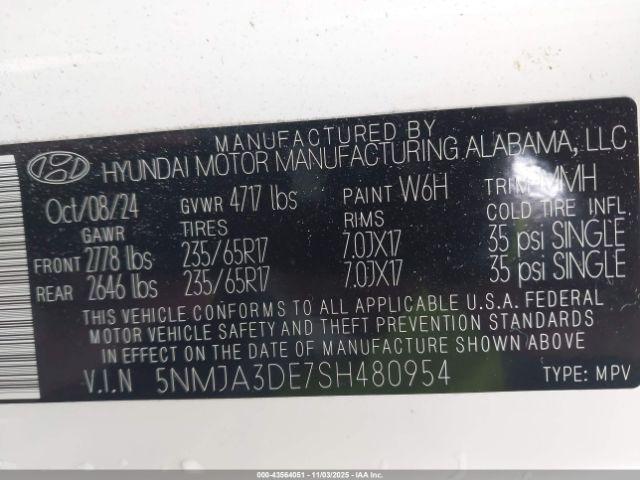 MANUFACTURED BY
HYUNDAI MOTOR MANUFACTURING ALABAMA, LLC
Oct/08/24 GVWR 4717 lbs PAINT W6H TRIM MMH
GAWR TIRES RIMS COLD TIRE INFL
FRONT 2778 lbs 235/65R17 7.0JX17 35 psi SINGLE
REAR 2646 lbs 235/65R17 7.0JX17 35 psi SINGLE
THIS VEHICLE CONFORMS TO ALL APPLICABLE U.S.A. FEDERAL
MOTOR VEHICLE SAFETY AND THEFT PREVENTION STANDARDS
IN EFFECT ON THE DATE OF MANUFACTURE SHOWN ABOVE
V.I.N 5NMJA3DE7SH480954 TYPE: MPV
000-43564051 - 11/03/2025 - IAA, Inc.